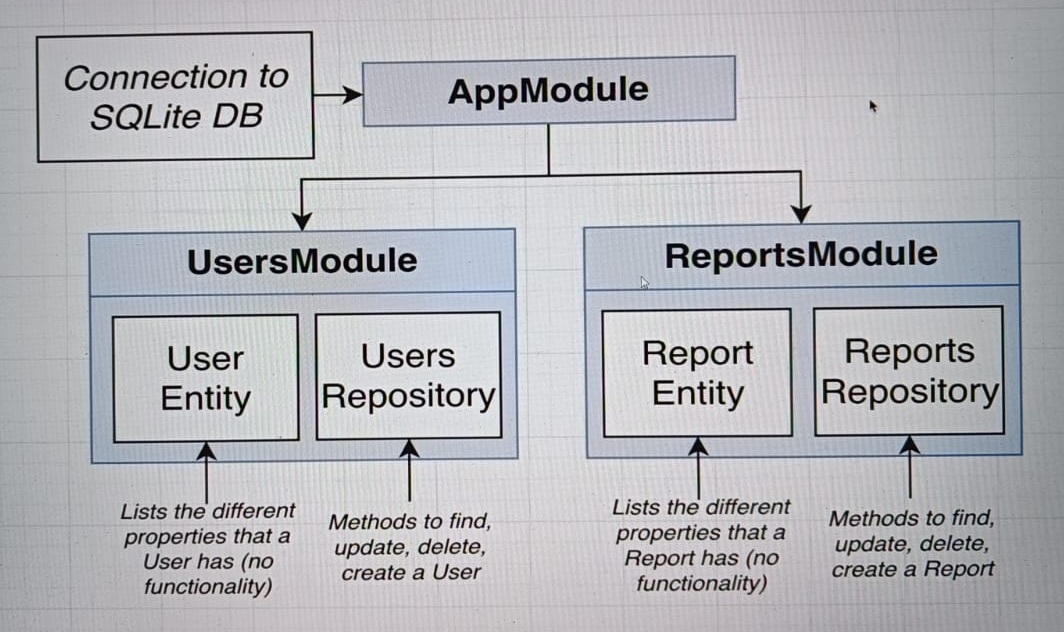 Connection to
SQLite DB
AppModule
UsersModule
User
Entity
Users
Repository
ReportsModule
Report
Entity
Reports
Repository
Lists the different
properties that a
User has (no
functionality)
Methods to find,
update, delete,
create a User
Lists the different
properties that a
Report has (no
functionality)
Methods to find,
update, delete,
create a Report